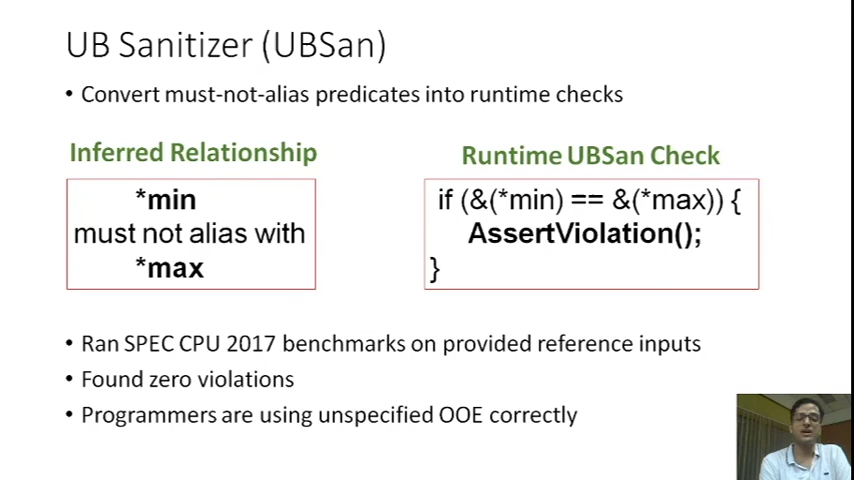 UB Sanitizer (UBSan)
• Convert must-not-alias predicates into runtime checks
Inferred Relationship
*min
must not alias with
*max
Runtime UBSan Check
if (&(*min) == &(*max)) {
AssertViolation();
}
• Ran SPEC CPU 2017 benchmarks on provided reference inputs
• Found zero violations
• Programmers are using unspecified OOE correctly